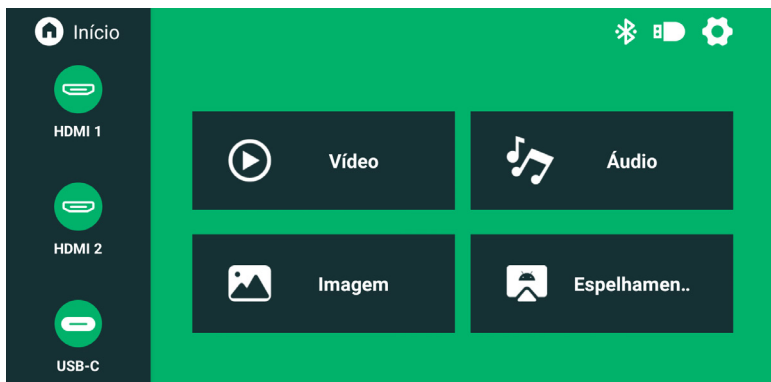 Início
HDMI 1
HDMI 2
USB-C
Vídeo
Áudio
Imagem
Espelhamen..